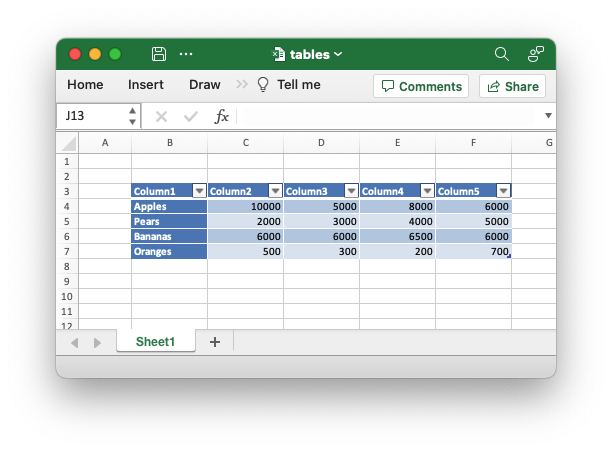 tables
Home Insert Draw Tell me Comments Share
J13 fx
A B C D E F G
1
2
3 Column1 Column2 Column3 Column4 Column5
4 Apples 10000 5000 8000 6000
5 Pears 2000 3000 4000 5000
6 Bananas 6000 6000 6500 6000
7 Oranges 500 300 200 700
8
9
10
11
12
Sheet1 +